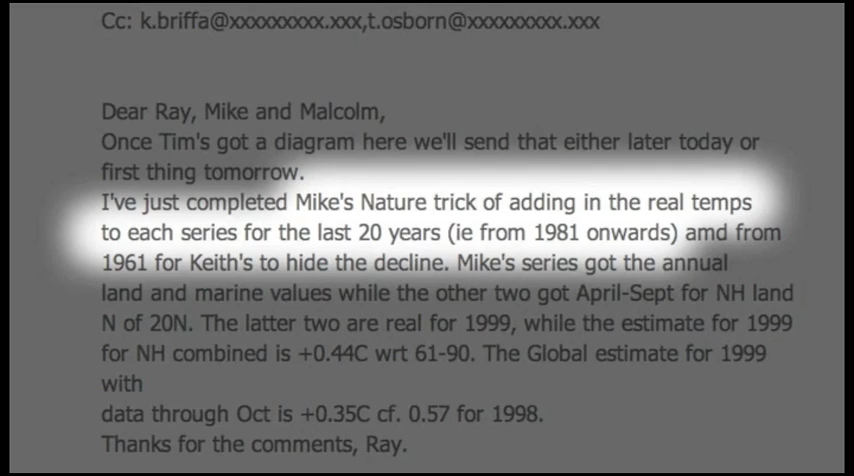 Cc: k.briffa@xxxxxxxxx.xxx,t.osborn@xxxxxxxxx.xxx
Dear Ray, Mike and Malcolm,
Once Tim's got a diagram here we'll send that either later today or
first thing tomorrow.
I've just completed Mike's Nature trick of adding in the real temps
to each series for the last 20 years (ie from 1981 onwards) amd from
1961 for Keith's to hide the decline. Mike's series got the annual
land and marine values while the other two got April-Sept for NH land
N of 20N. The latter two are real for 1999, while the estimate for 1999
for NH combined is +0.44C wrt 61-90. The Global estimate for 1999
with
data through Oct is +0.35C cf. 0.57 for 1998.
Thanks for the comments, Ray.